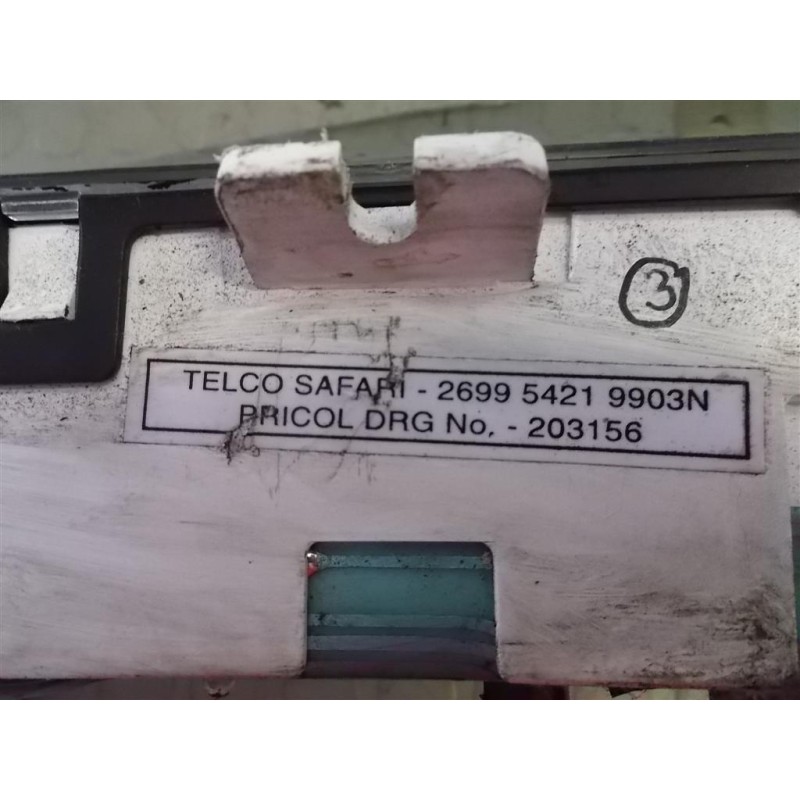 3
TELCO SAFARI - 2699 5421 9903N
PRICOL DRG No. - 203156